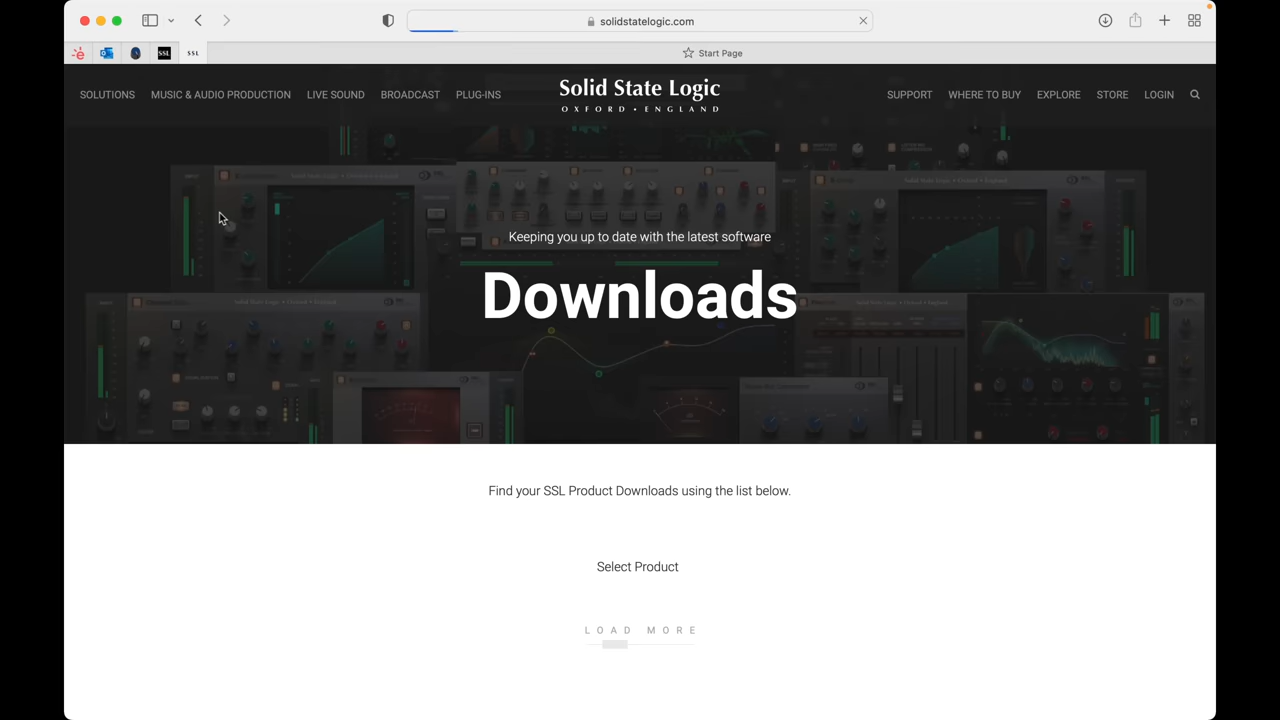 solidstatelogic.com
SSL
SSL
Start Page
SOLUTIONS MUSIC & AUDIO PRODUCTION LIVE SOUND BROADCAST PLUG-INS
Solid State Logic
OXFORD • ENGLAND
SUPPORT WHERE TO BUY EXPLORE STORE LOGIN
Keeping you up to date with the latest software
Downloads
Find your SSL Product Downloads using the list below.
Select Product
LOAD MORE